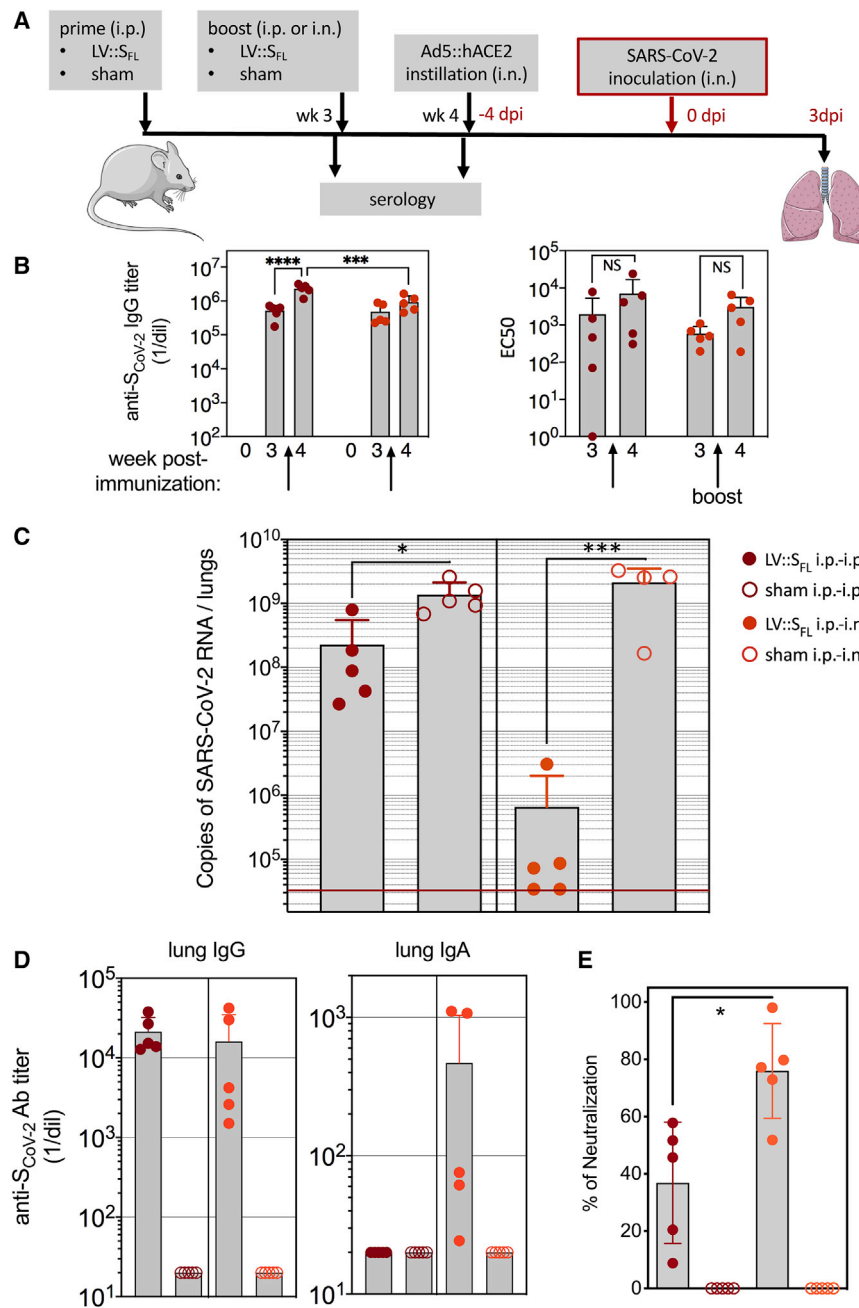 A
prime (i.p.)
• LV::SFL
• sham
boost (i.p. or i.n.)
• LV::SFL
• sham
Ad5::hACE2
instillation (i.n.)
SARS-CoV-2
inoculation (i.n.)
wk 3
wk 4
-4 dpi
0 dpi
3dpi
serology
B
anti-SCoV-2 IgG titer
(1/dil)
10^7
10^6
10^5
10^4
10^3
10^2
****
***
0 3 4 0 3 4
week post-
immunization:
EC50
10^5
10^4
10^3
10^2
10^1
10^0
NS
NS
3 4 3 4
boost
C
Copies of SARS-CoV-2 RNA / lungs
10^10
10^9
10^8
10^7
10^6
10^5
*
***
LV::SFL i.p.-i.p
sham i.p.-i.p
LV::SFL i.p.-i.n
sham i.p.-i.n
D
lung IgG
lung IgA
anti-SCoV-2 Ab titer
(1/dil)
10^5
10^4
10^3
10^2
10^1
10^3
10^2
10^1
E
% of Neutralization
100
80
60
40
20
0
*